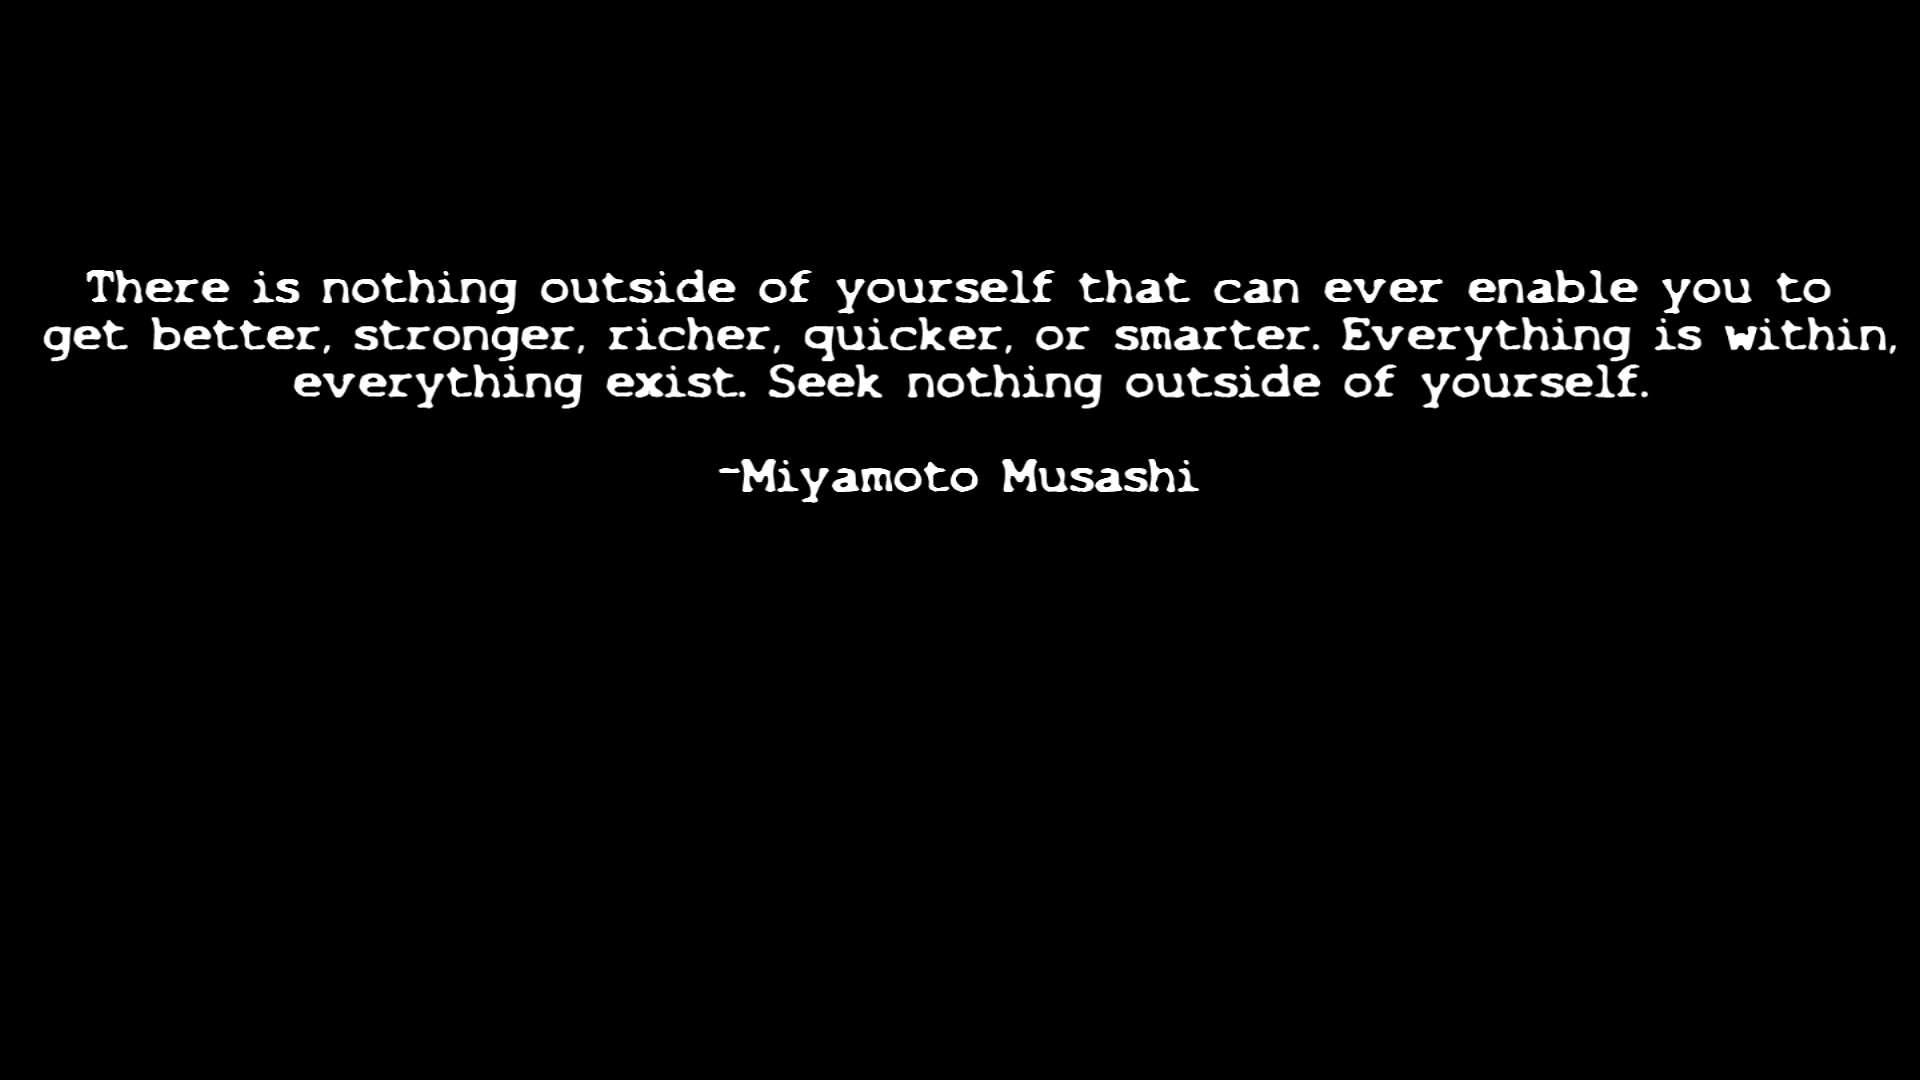 There is nothing outside of yourself that can ever enable you to
get better, stronger, richer, quicker, or smarter. Everything is within,
everything exist. Seek nothing outside of yourself.
-Miyamoto Musashi